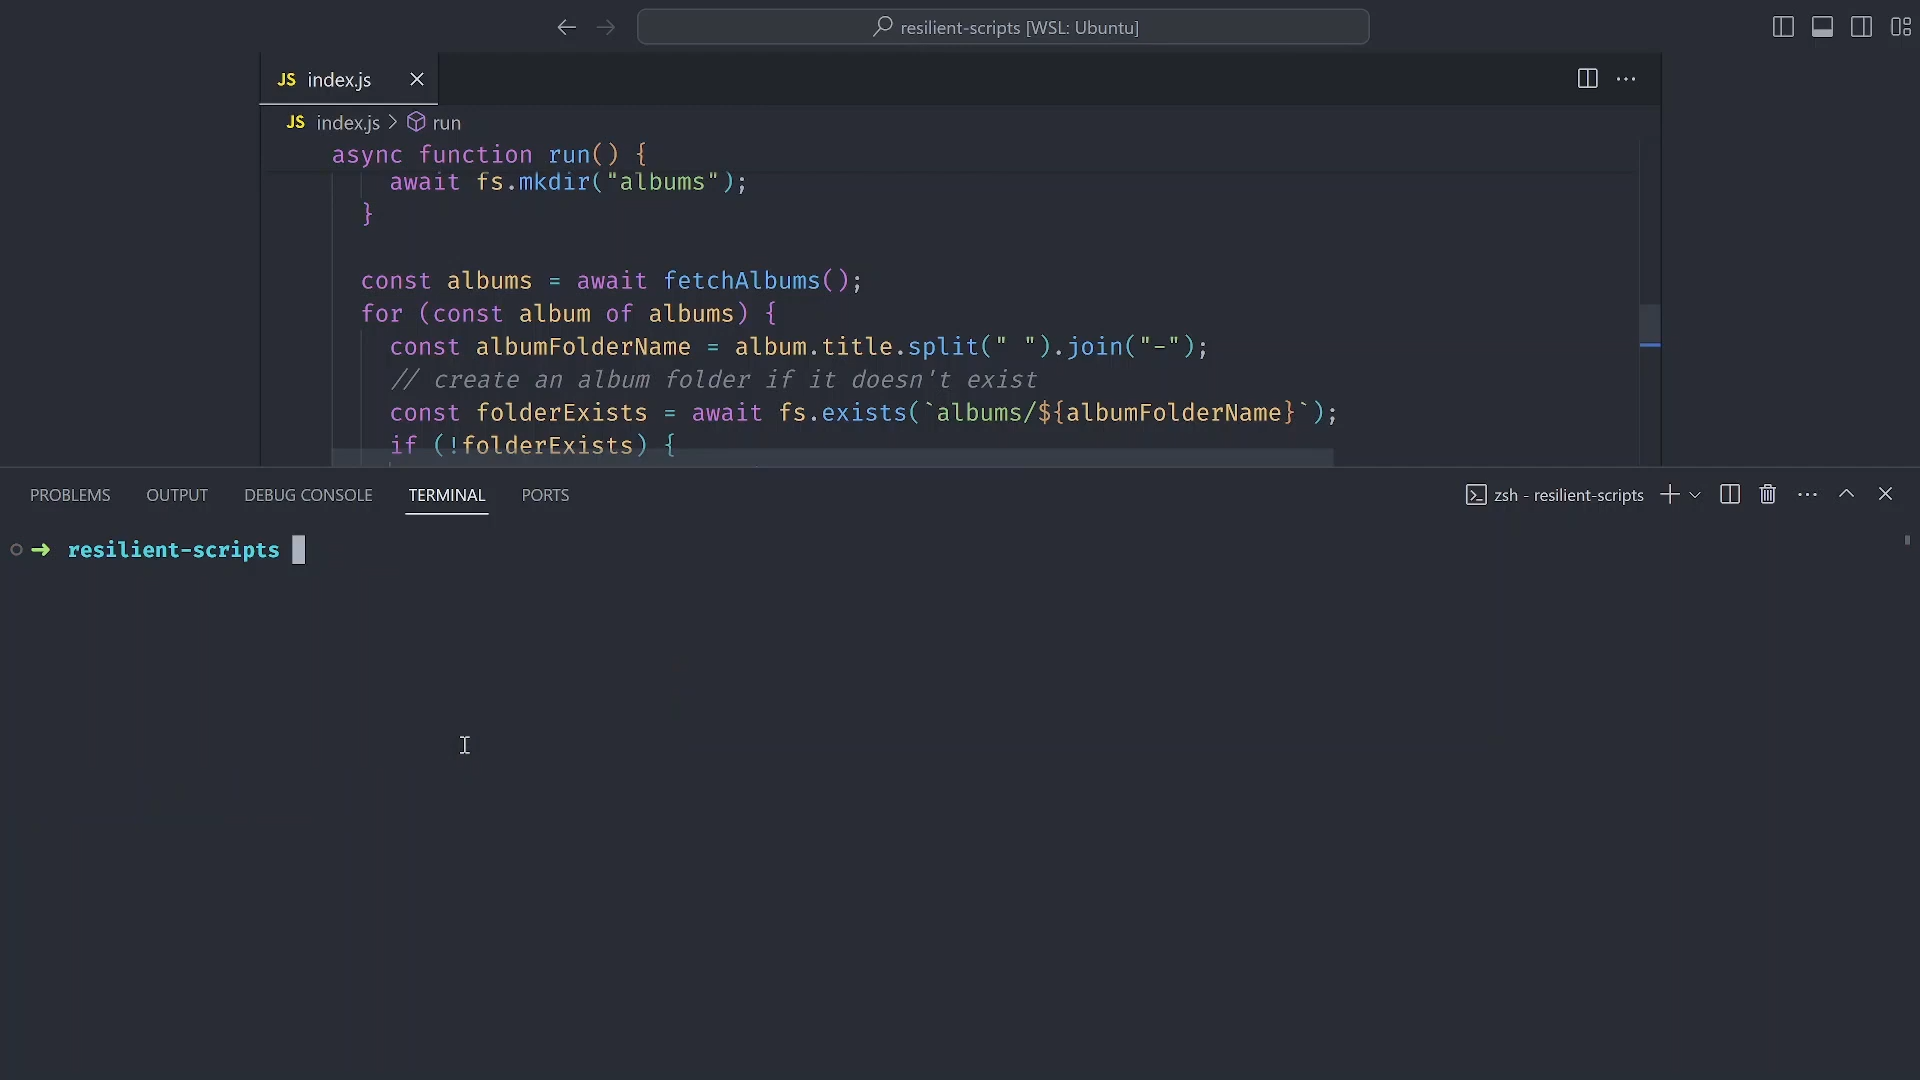 resilient-scripts [WSL: Ubuntu]
JS index.js
JS index.js > run
async function run() {
await fs.mkdir("albums");
}
const albums = await fetchAlbums();
for (const album of albums) {
const albumFolderName = album.title.split(" ").join("-");
// create an album folder if it doesn't exist
const folderExists = await fs.exists(`albums/${albumFolderName}`);
if (!folderExists) {
PROBLEMS OUTPUT DEBUG CONSOLE TERMINAL PORTS
zsh - resilient-scripts
➜ resilient-scripts